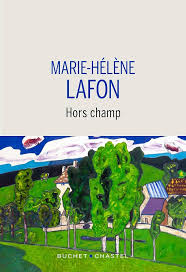 MARIE-HÉLÈNE
LAFON
Hors champ
BUCHET • CHASTEL